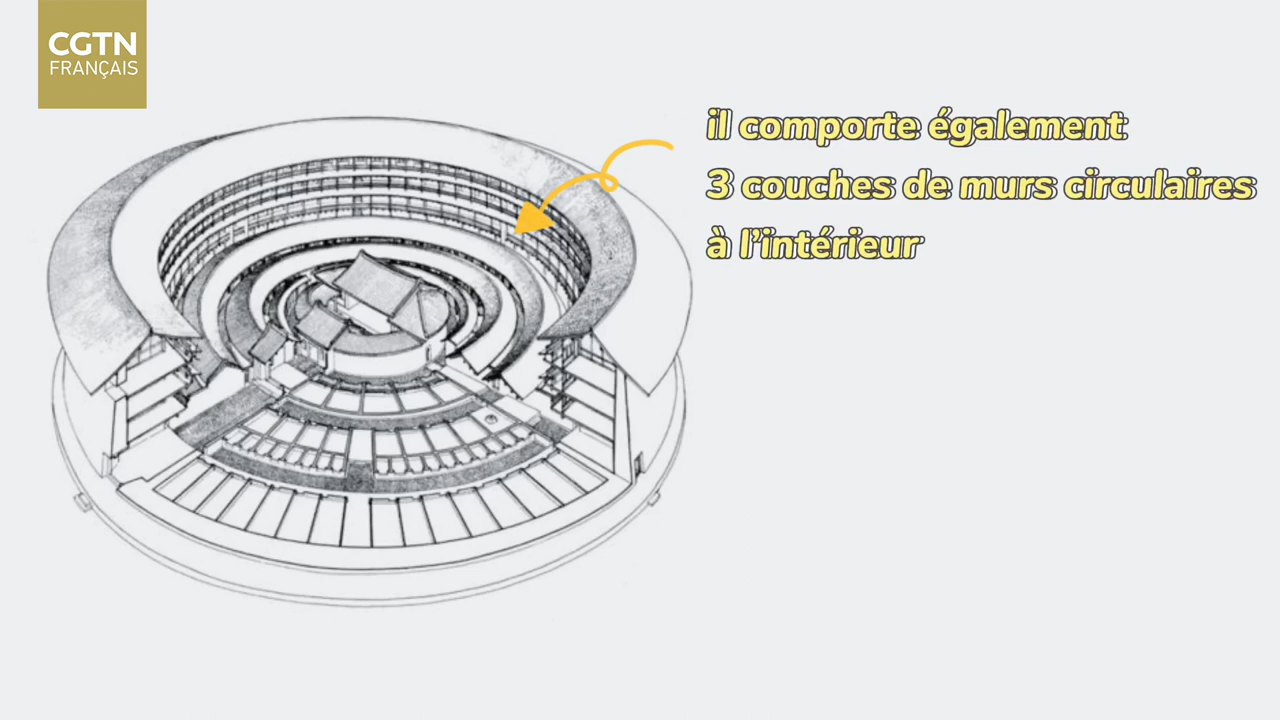 CGTN
FRANÇAIS
il comporte également
3 couches de murs circulaires
à l'intérieur